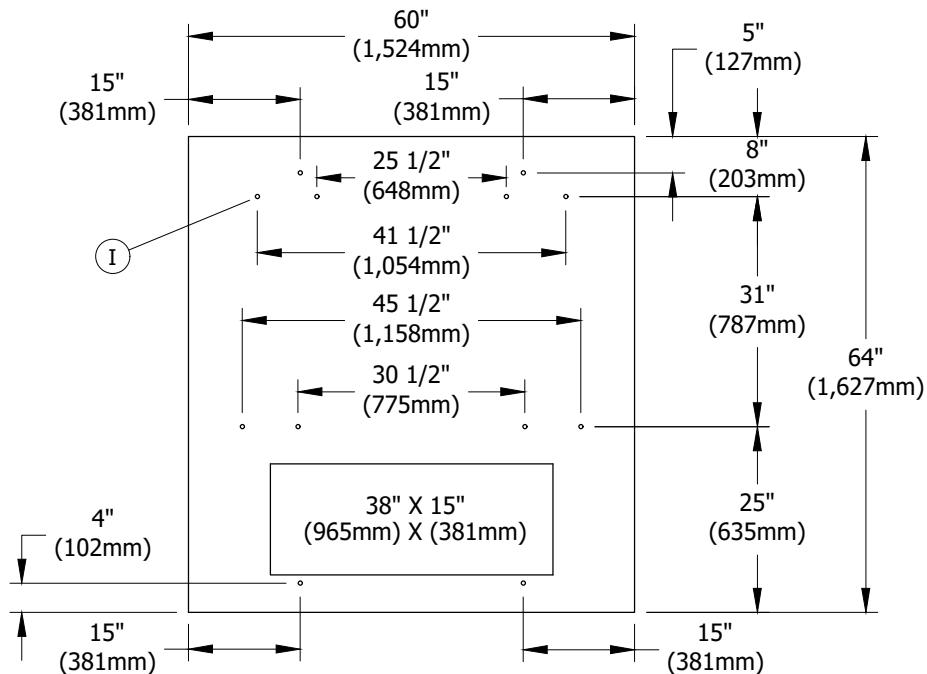 60"
(1,524mm)
5"
(127mm)
15"
(381mm)
15"
(381mm)
25 1/2"
(648mm)
8"
(203mm)
I
41 1/2"
(1,054mm)
45 1/2"
(1,158mm)
31"
(787mm)
30 1/2"
(775mm)
64"
(1,627mm)
38" X 15"
(965mm) X (381mm)
25"
(635mm)
4"
(102mm)
15"
(381mm)
15"
(381mm)